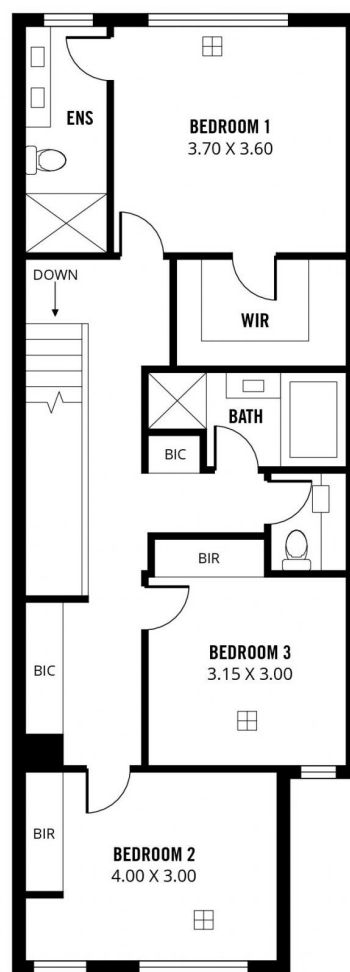 ENS
BEDROOM 1
3.70 X 3.60
DOWN
WIR
BATH
BIC
BIR
BEDROOM 3
3.15 X 3.00
BIC
BIR
BEDROOM 2
4.00 X 3.00